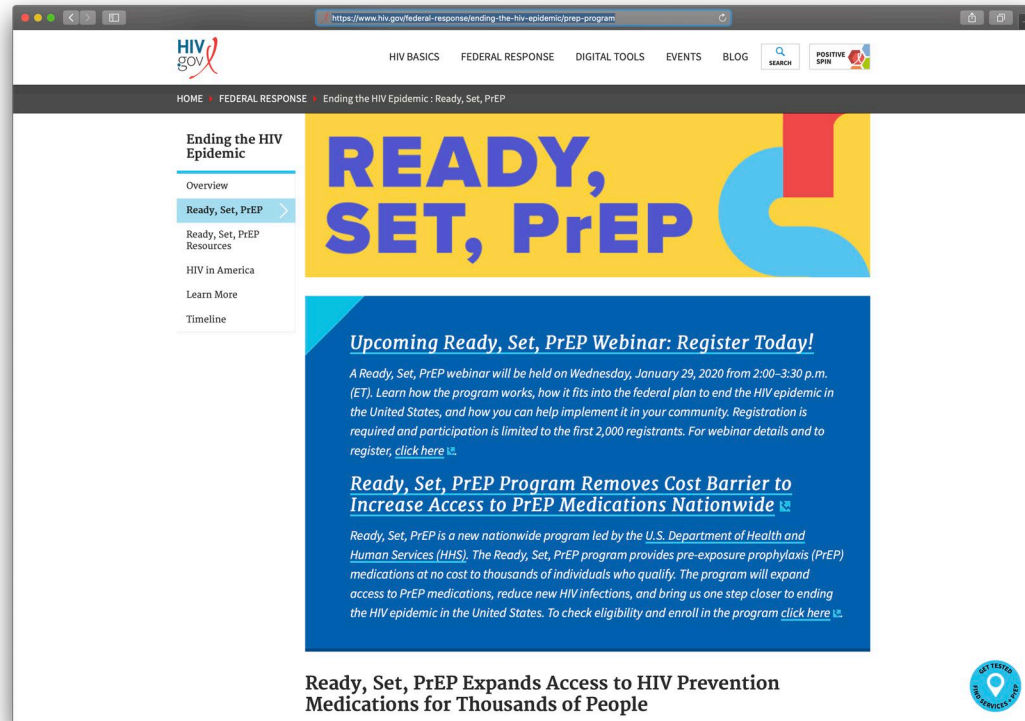 https://www.hiv.gov/federal-response/ending-the-hiv-epidemic/prep-program
HIV
gov
HIV BASICS FEDERAL RESPONSE DIGITAL TOOLS EVENTS BLOG SEARCH POSITIVE SPIN
HOME FEDERAL RESPONSE Ending the HIV Epidemic : Ready, Set, PrEP
Ending the HIV
Epidemic
Overview
Ready, Set, PrEP
Ready, Set, PrEP
Resources
HIV in America
Learn More
Timeline
READY,
SET, PrEP
Upcoming Ready, Set, PrEP Webinar: Register Today!
A Ready, Set, PrEP webinar will be held on Wednesday, January 29, 2020 from 2:00–3:30 p.m.
(ET). Learn how the program works, how it fits into the federal plan to end the HIV epidemic in
the United States, and how you can help implement it in your community. Registration is
required and participation is limited to the first 2,000 registrants. For webinar details and to
register, click here
Ready, Set, PrEP Program Removes Cost Barrier to
Increase Access to PrEP Medications Nationwide
Ready, Set, PrEP is a new nationwide program led by the U.S. Department of Health and
Human Services (HHS). The Ready, Set, PrEP program provides pre-exposure prophylaxis (PrEP)
medications at no cost to thousands of individuals who qualify. The program will expand
access to PrEP medications, reduce new HIV infections, and bring us one step closer to ending
the HIV epidemic in the United States. To check eligibility and enroll in the program click here
Ready, Set, PrEP Expands Access to HIV Prevention
Medications for Thousands of People
GET TESTED
FIND SERVICES + PrEP